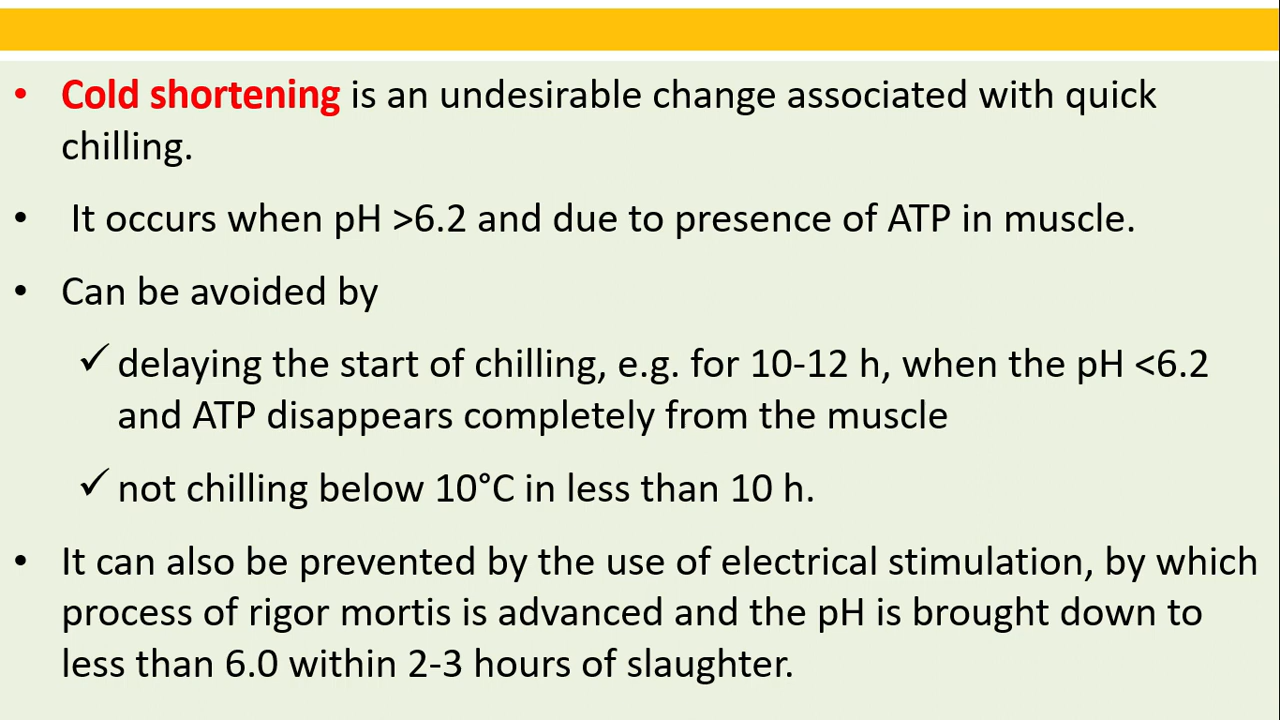 • Cold shortening is an undesirable change associated with quick
chilling.
• It occurs when pH >6.2 and due to presence of ATP in muscle.
• Can be avoided by
✓ delaying the start of chilling, e.g. for 10-12 h, when the pH <6.2
and ATP disappears completely from the muscle
✓ not chilling below 10°C in less than 10 h.
• It can also be prevented by the use of electrical stimulation, by which
process of rigor mortis is advanced and the pH is brought down to
less than 6.0 within 2-3 hours of slaughter.